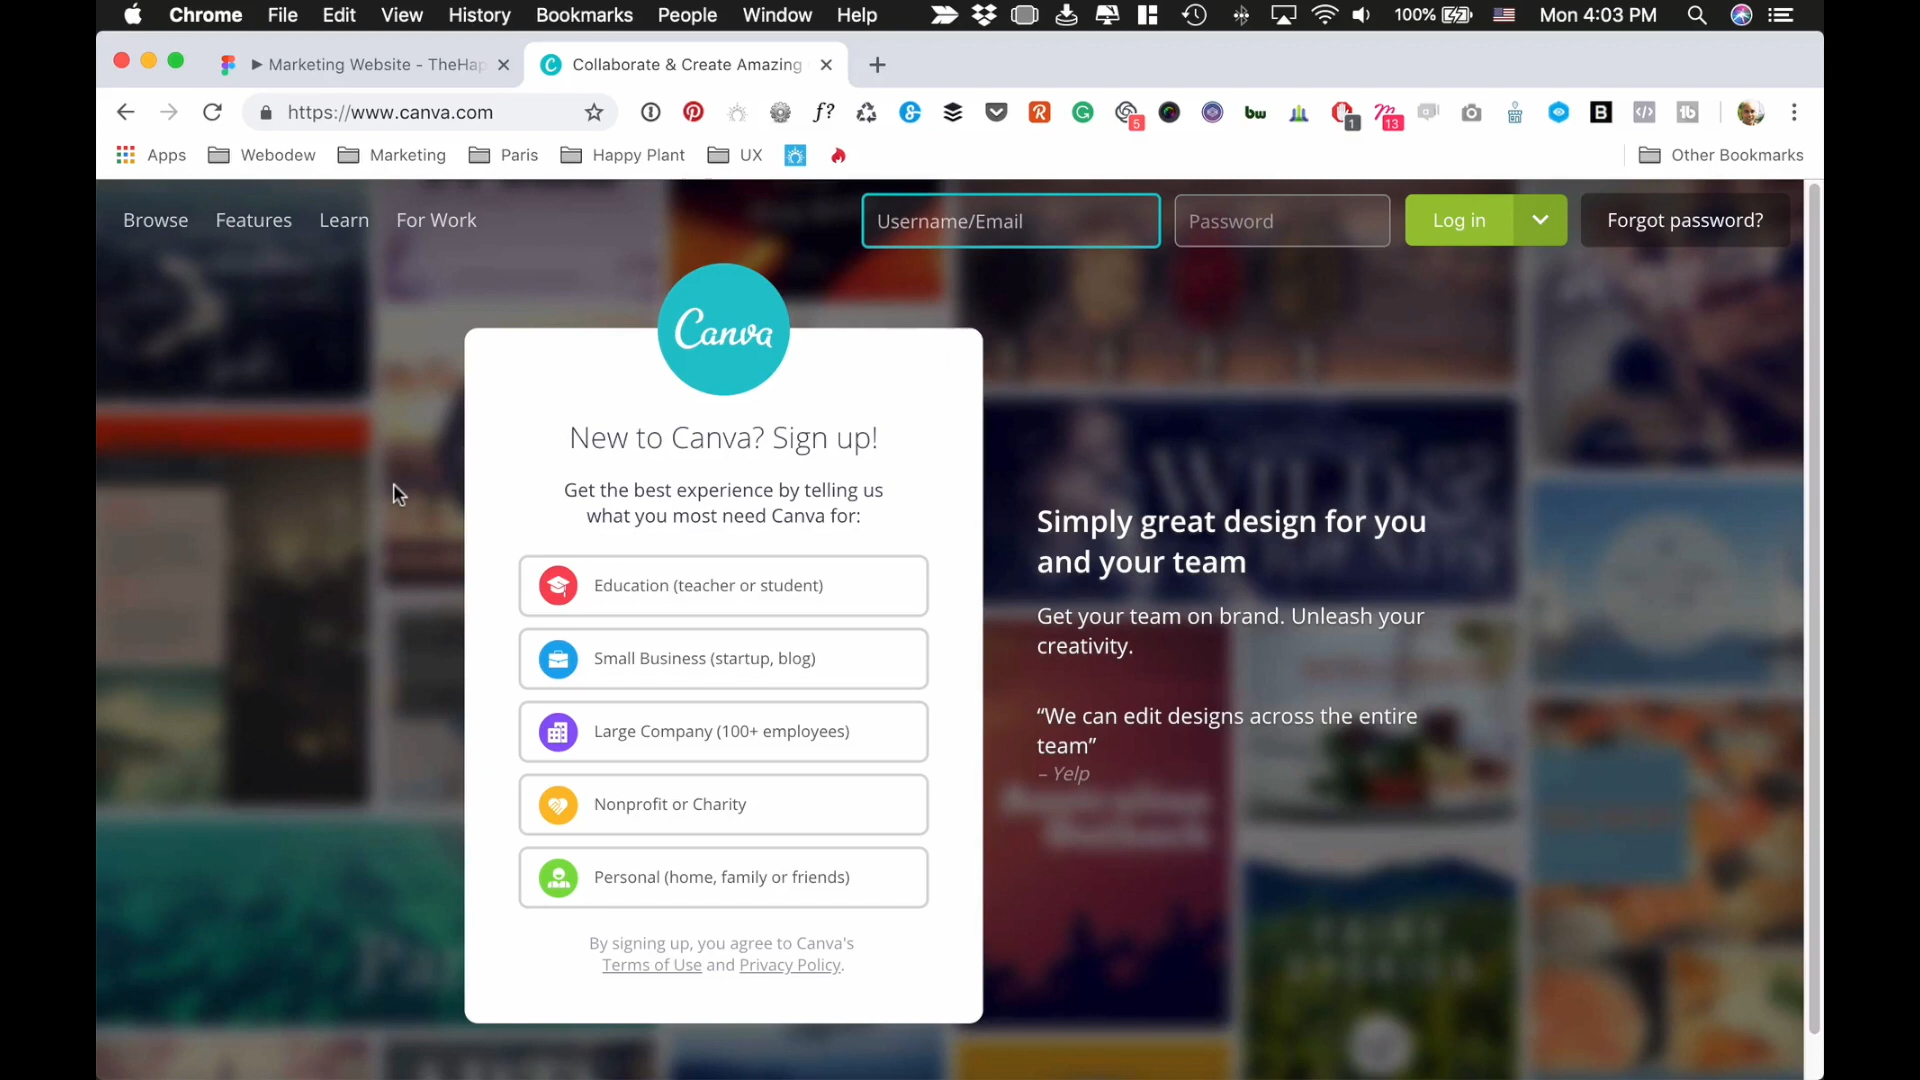 Chrome File Edit View History Bookmarks People Window Help 100% Mon 4:03 PM
Marketing Website - TheHap
Collaborate & Create Amazing
https://www.canva.com
f?
5
bw
1
13
B
tb
Apps Webodew Marketing Paris Happy Plant UX Other Bookmarks
Browse Features Learn For Work Username/Email Password Log in Forgot password?
Canva
New to Canva? Sign up!
Get the best experience by telling us
what you most need Canva for:
Education (teacher or student)
Small Business (startup, blog)
Large Company (100+ employees)
Nonprofit or Charity
Personal (home, family or friends)
By signing up, you agree to Canva's
Terms of Use and Privacy Policy.
Simply great design for you
and your team
Get your team on brand. Unleash your
creativity.
“We can edit designs across the entire
team”
– Yelp
WILD